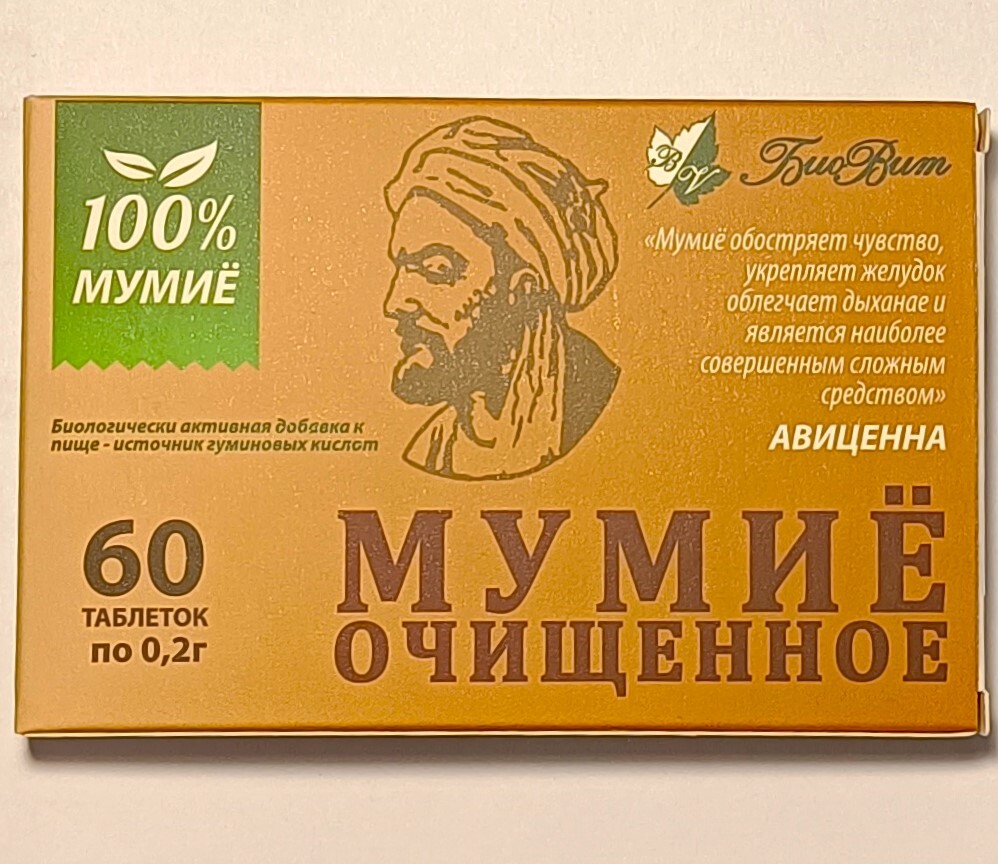 100%
МУМИЁ
BV
БиоВит
«Мумиё обостряет чувство,
укрепляет желудок
облегчает дыханае и
является наиболее
совершенным сложным
средством»
АВИЦЕННА
Биологически активная добавка к
пище - источник гуминовых кислот
60
ТАБЛЕТОК
по 0,2г
МУМИЁ
ОЧИЩЕННОЕ